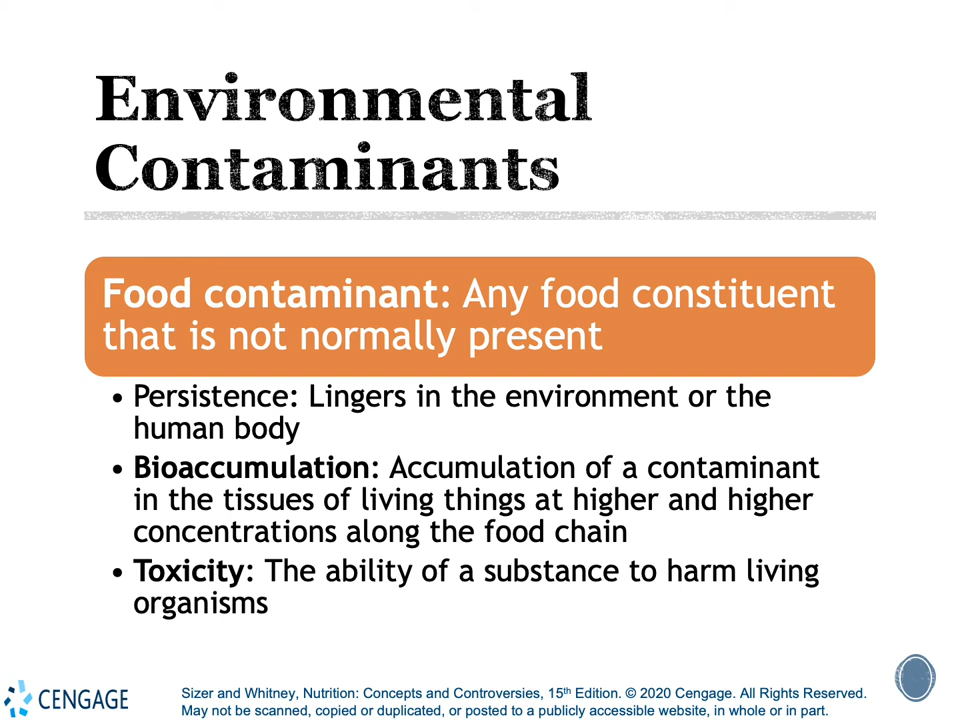 Environmental
Contaminants
Food contaminant: Any food constituent
that is not normally present
• Persistence: Lingers in the environment or the
human body
• Bioaccumulation: Accumulation of a contaminant
in the tissues of living things at higher and higher
concentrations along the food chain
• Toxicity: The ability of a substance to harm living
organisms
CENGAGE
Sizer and Whitney, Nutrition: Concepts and Controversies, 15th Edition. © 2020 Cengage. All Rights Reserved.
May not be scanned, copied or duplicated, or posted to a publicly accessible website, in whole or in part.